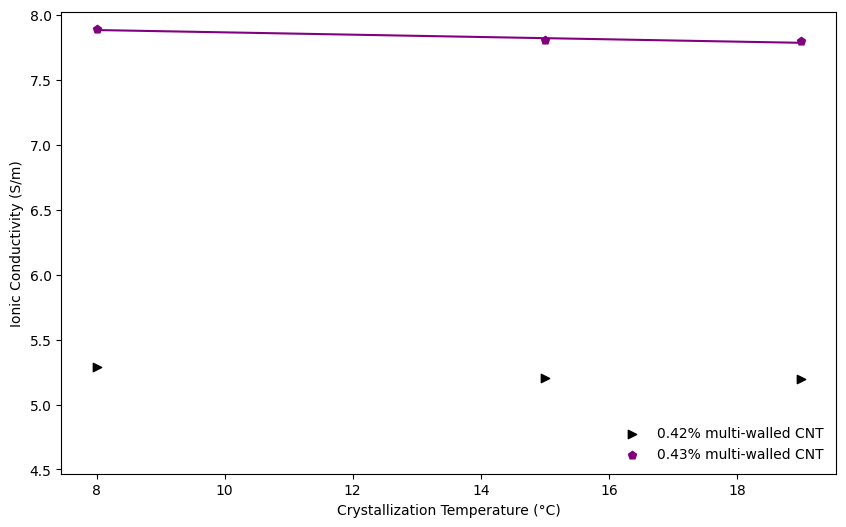 8.0
7.5
7.0
6.5
6.0
5.5
5.0
4.5
Ionic Conductivity (S/m)
0.42% multi-walled CNT
0.43% multi-walled CNT
8 10 12 14 16 18
Crystallization Temperature (°C)